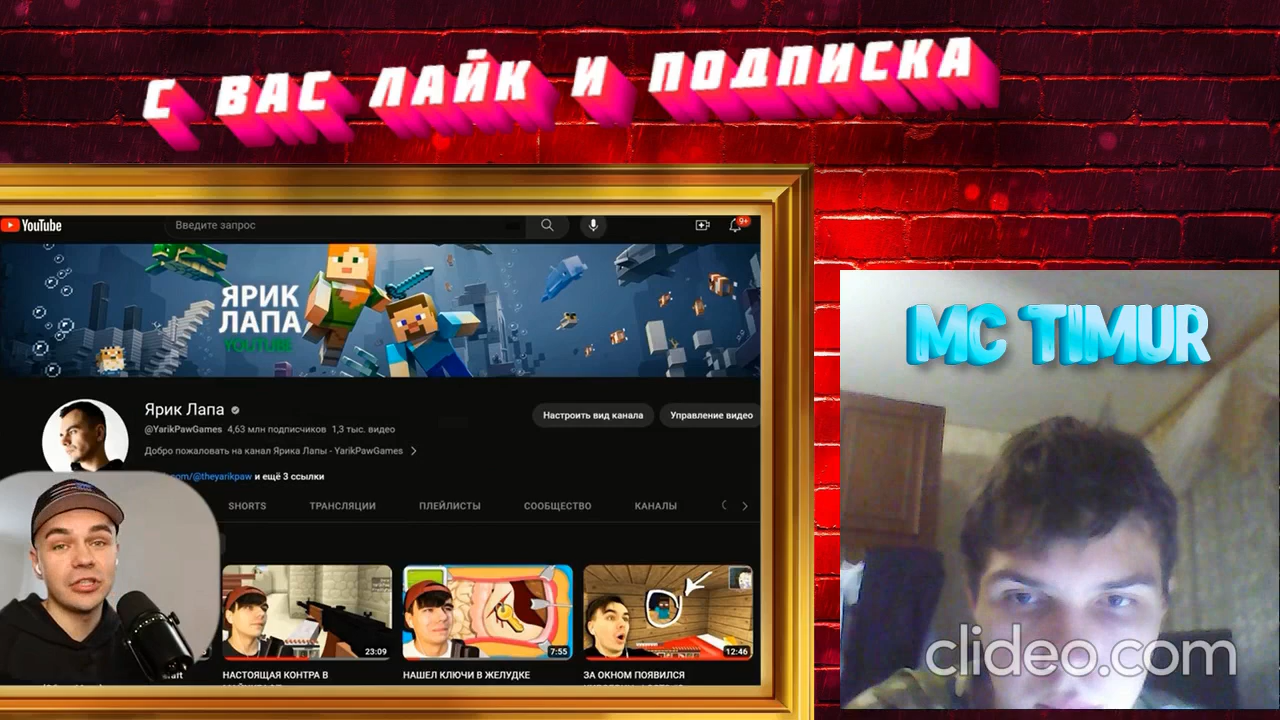 С ВАС ЛАЙК И ПОДПИСКА
YouTube
Введите запрос
9+
ЯРИК
ЛАПА
YOUTUBE
Ярик Лапа
@YarikPawGames 4,63 млн подписчиков 1,3 тыс. видео
Настроить вид канала
Управление видео
Добро пожаловать на канал Ярика Лапы - YarikPawGames
.com/@theyarikpaw и ещё 3 ссылки
SHORTS
ТРАНСЛЯЦИИ
ПЛЕЙЛИСТЫ
СООБЩЕСТВО
КАНАЛЫ
23:09
7:55
12:46
НАСТОЯЩАЯ КОНТРА В
НАШЕЛ КЛЮЧИ В ЖЕЛУДКЕ
ЗА ОКНОМ ПОЯВИЛСЯ
MC TIMUR
clideo.com